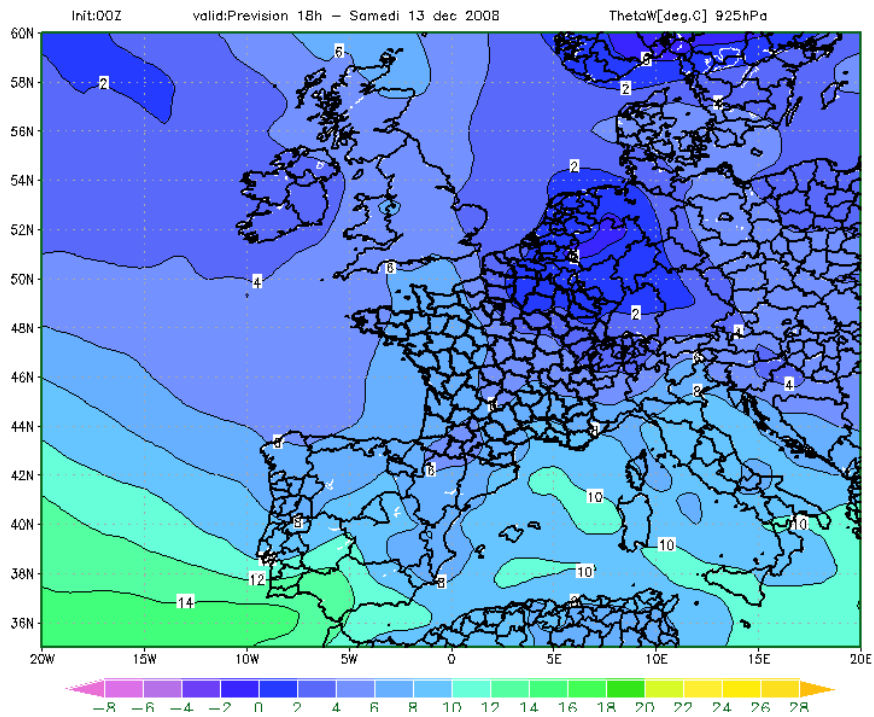 Init:00Z valid:Prevision 18h – Samedi 13 dec 2008 ThetaW[deg.C] 925hPa
60N
58N
56N
54N
52N
50N
48N
46N
44N
42N
40N
38N
36N
6
2
2
4
2
6
4
2
4
6
8
4
8
6
10
8
10
10
10
12
8
14
20W 15W 10W 5W 0 5E 10E 15E 20E
-8 -6 -4 -2 0 2 4 6 8 10 12 14 16 18 20 22 24 26 28